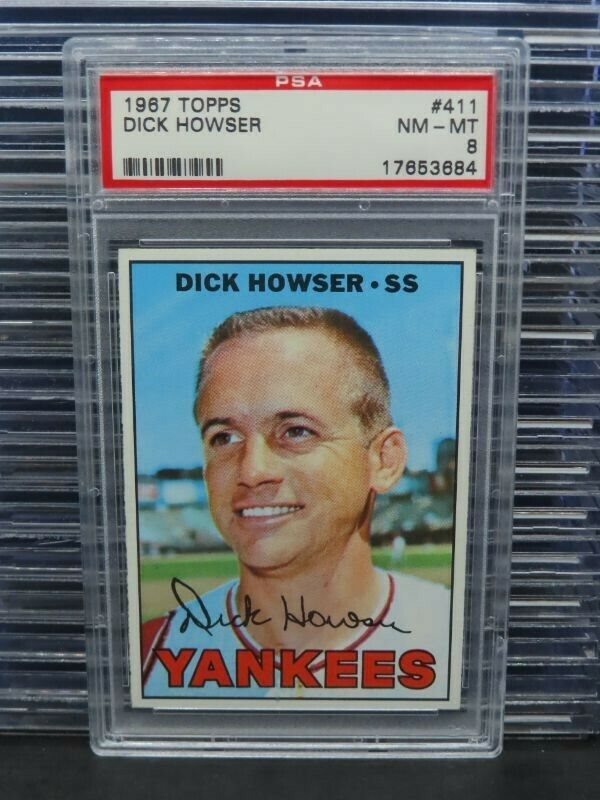 PSA
1967 TOPPS #411
DICK HOWSER NM - MT
8
17653684
DICK HOWSER • SS
Dick Howser
YANKEES